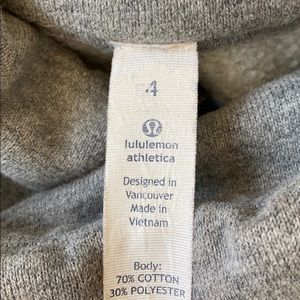 4
lululemon
athletica
Designed in
Vancouver
Made in
Vietnam
Body:
70% COTTON
30% POLYESTER